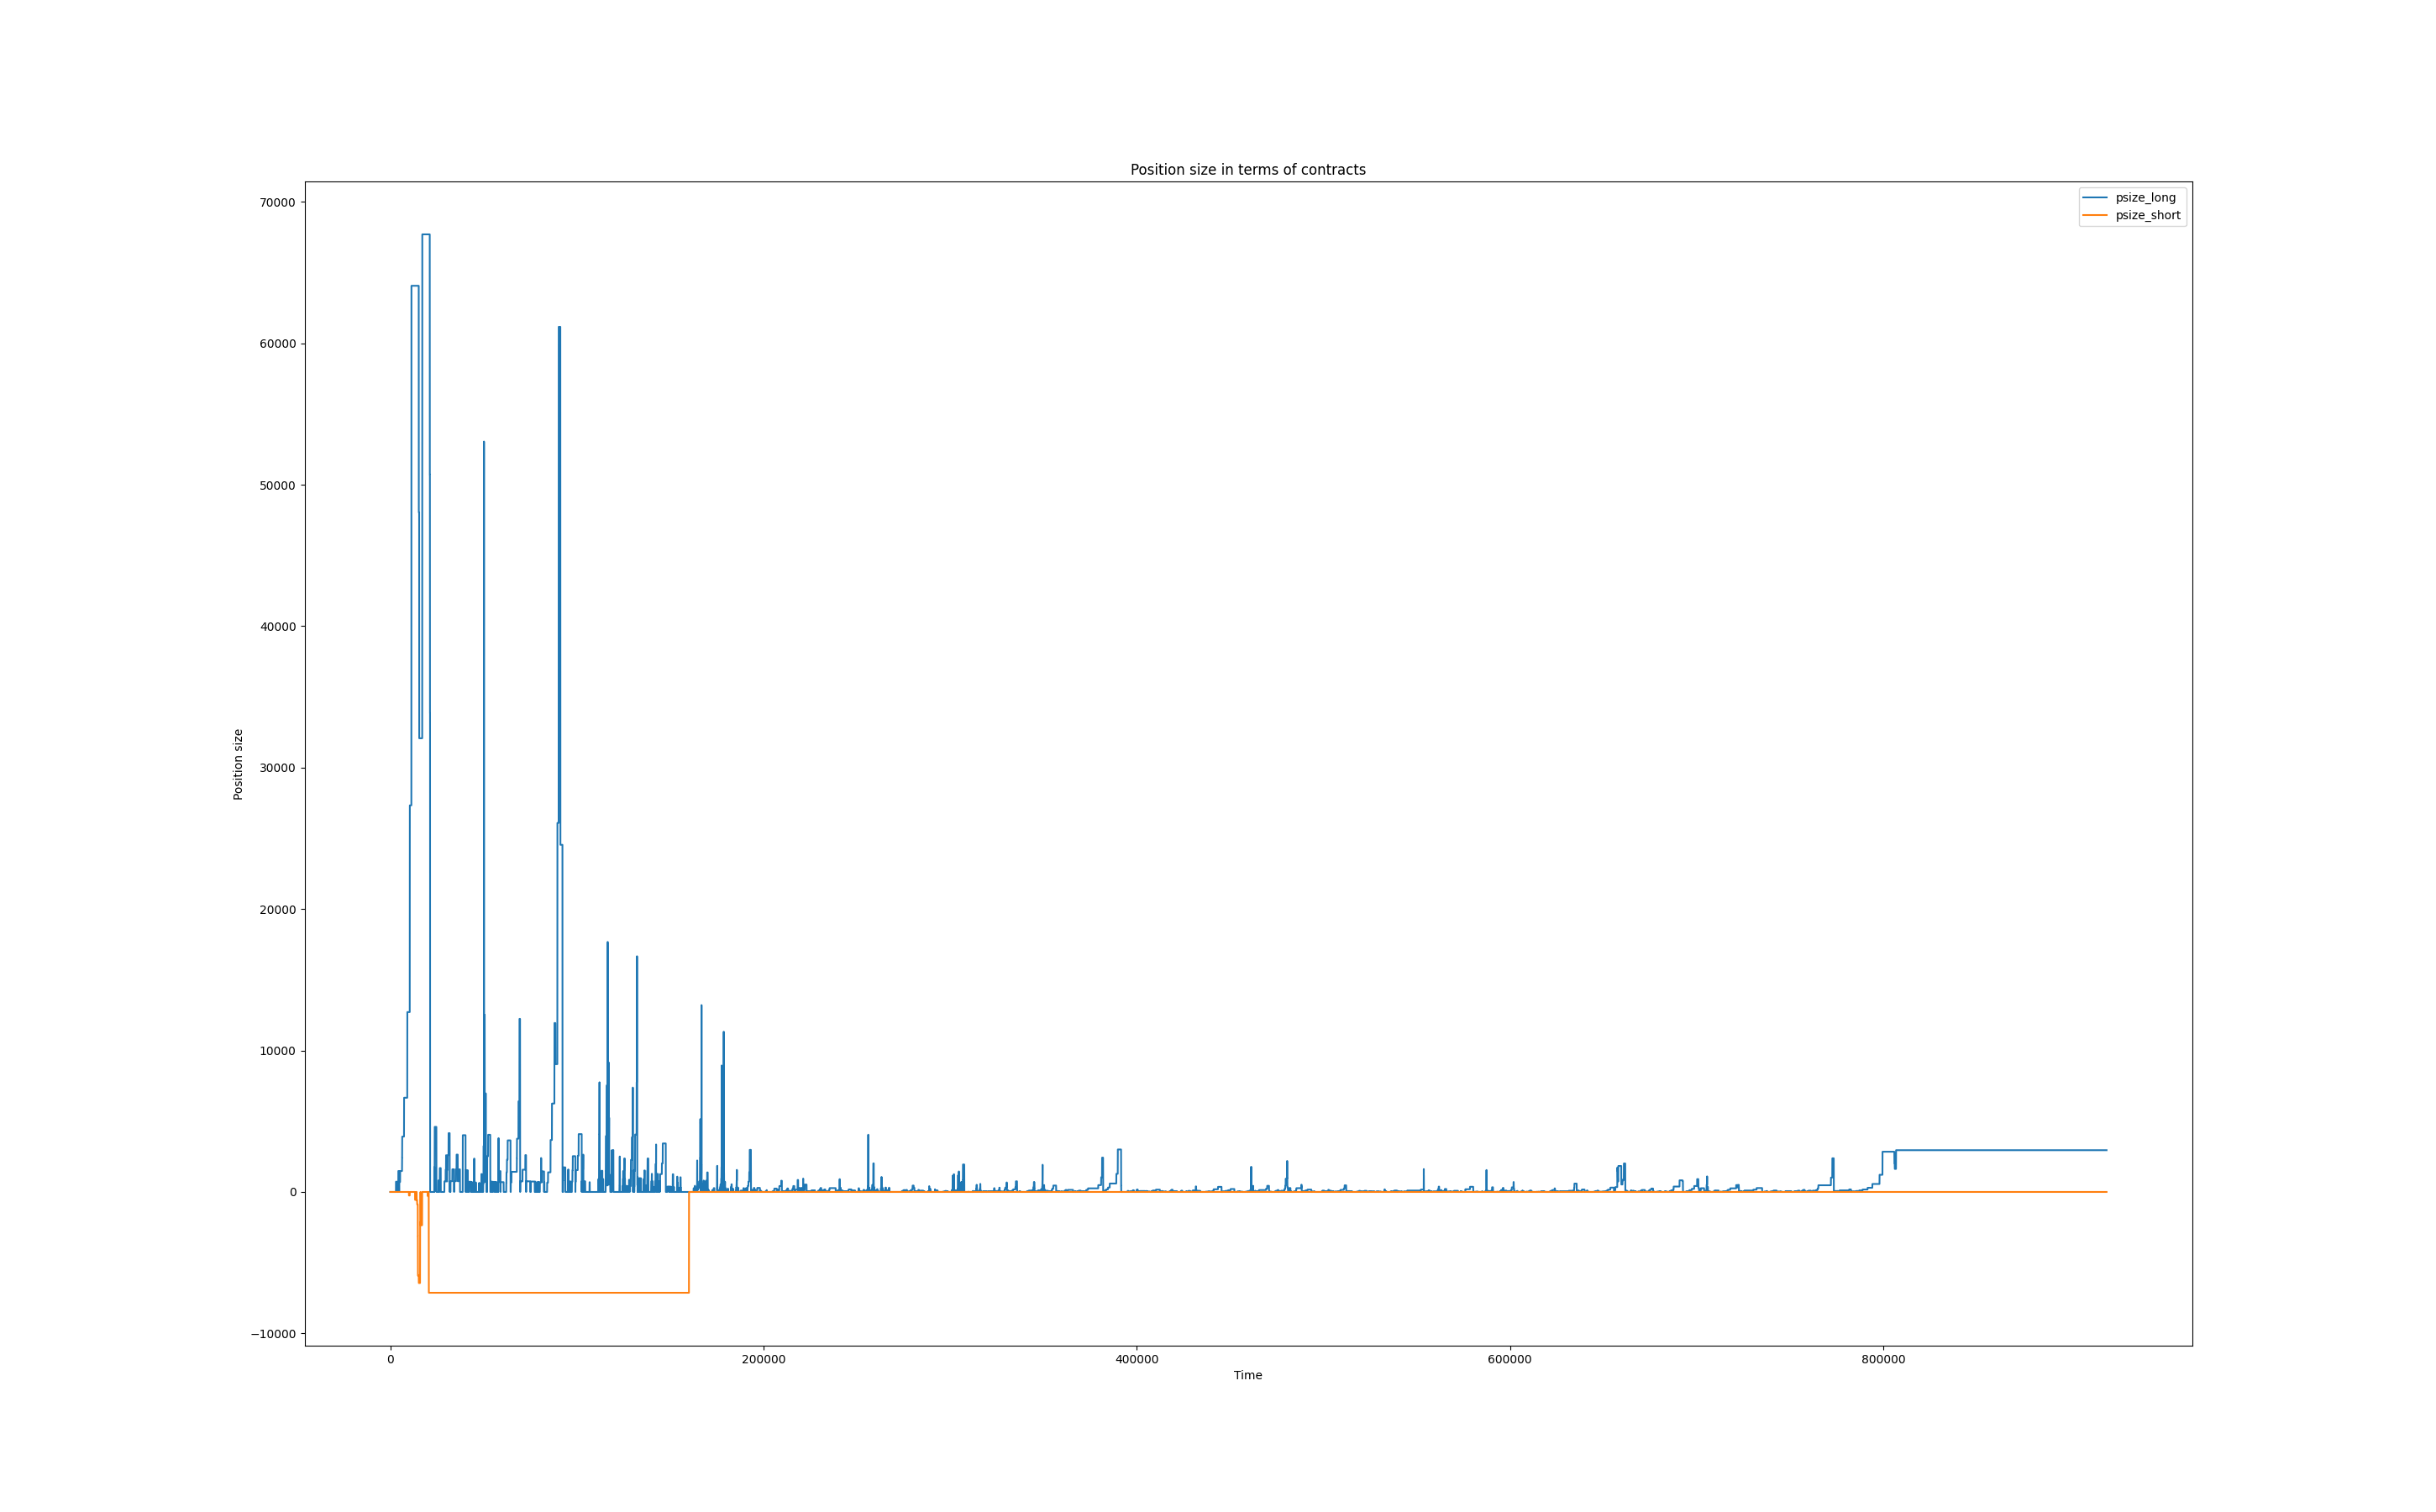 Position size in terms of contracts
psize_long
psize_short
70000
60000
50000
40000
30000
20000
10000
0
−10000
Position size
0
200000
400000
600000
800000
Time